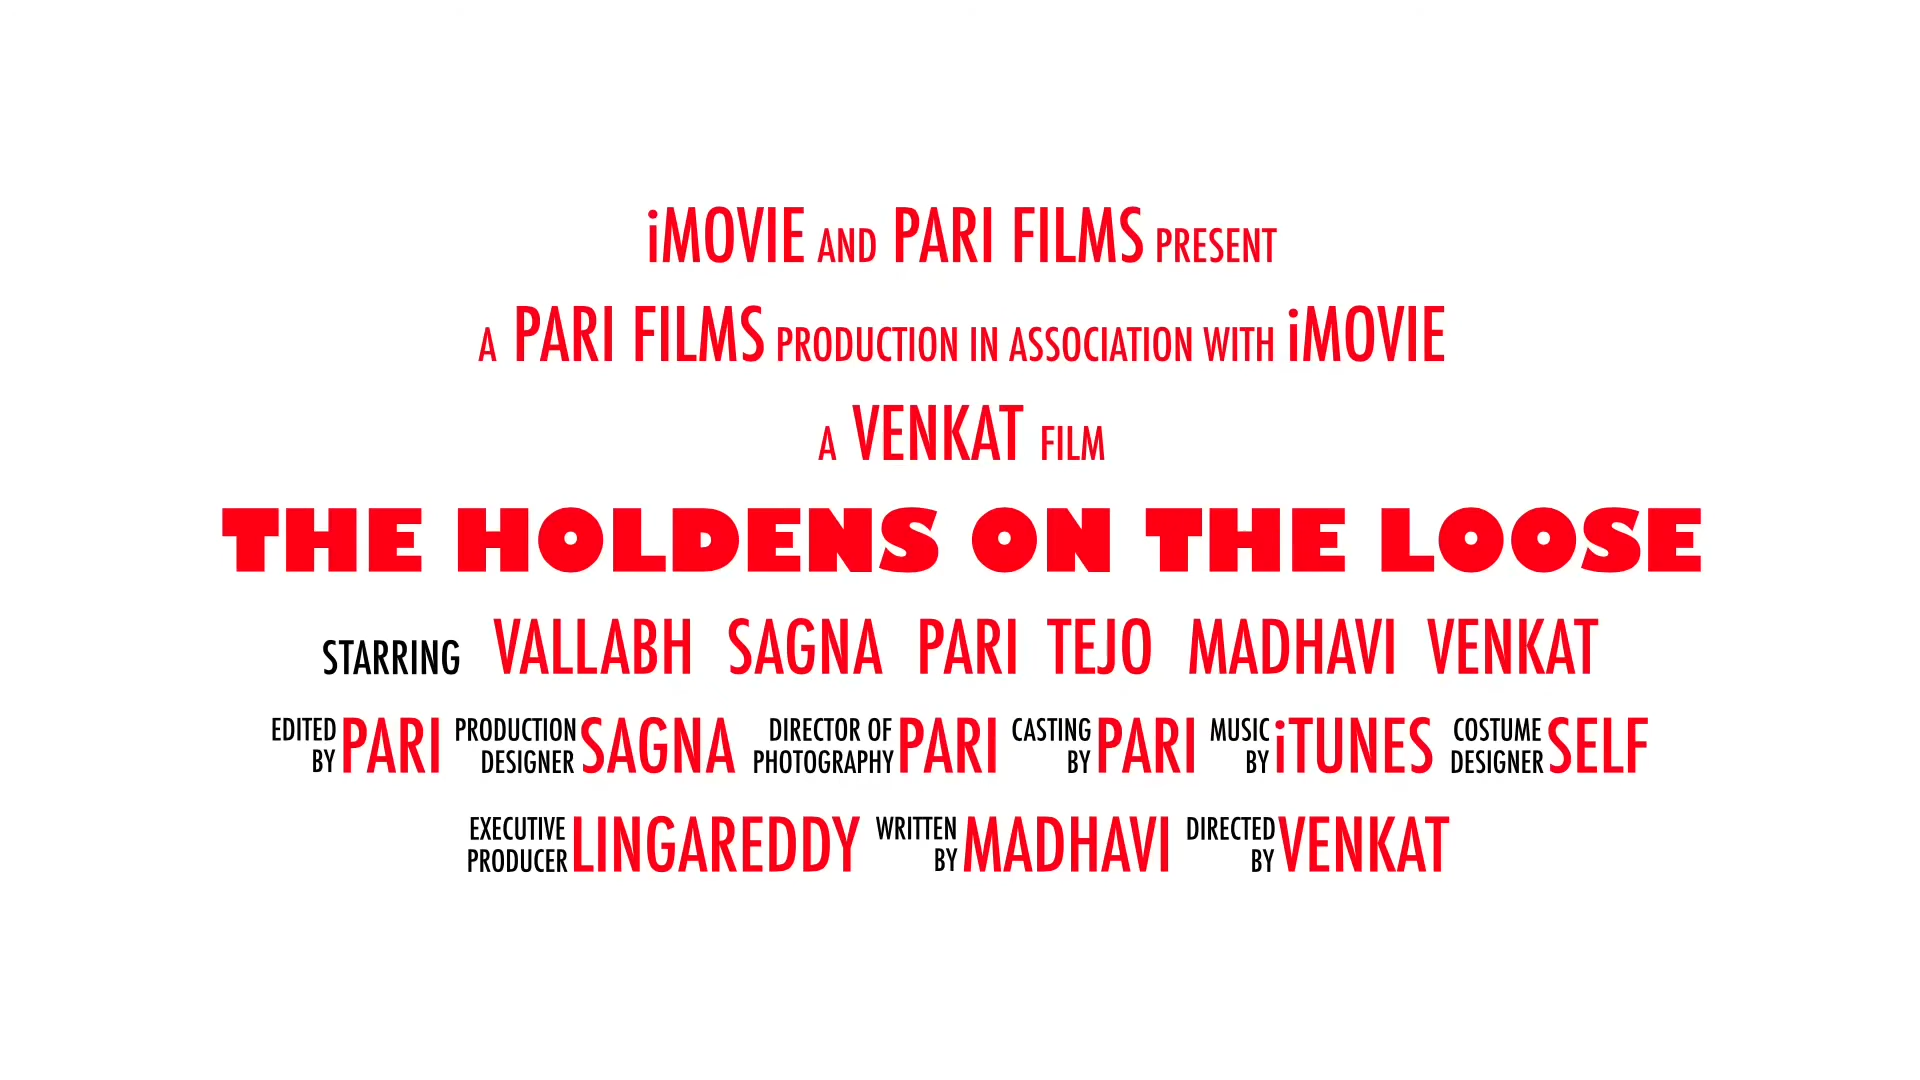 iMOVIE AND PARI FILMS PRESENT
A PARI FILMS PRODUCTION IN ASSOCIATION WITH iMOVIE
A VENKAT FILM
THE HOLDENS ON THE LOOSE
STARRING VALLABH SAGNA PARI TEJO MADHAVI VENKAT
EDITED BY PARI PRODUCTION DESIGNER SAGNA DIRECTOR OF PHOTOGRAPHY PARI CASTING BY PARI MUSIC BY iTUNES COSTUME DESIGNER SELF
EXECUTIVE PRODUCER LINGAREDDY WRITTEN BY MADHAVI DIRECTED BY VENKAT